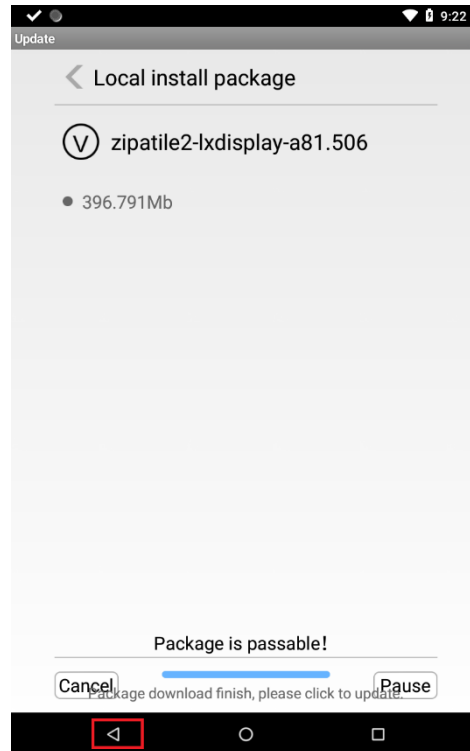 9:22
Update
Local install package
V zipatile2-lxdisplay-a81.506
396.791Mb
Package is passable!
Cancel Pause
Package download finish, please click to update.